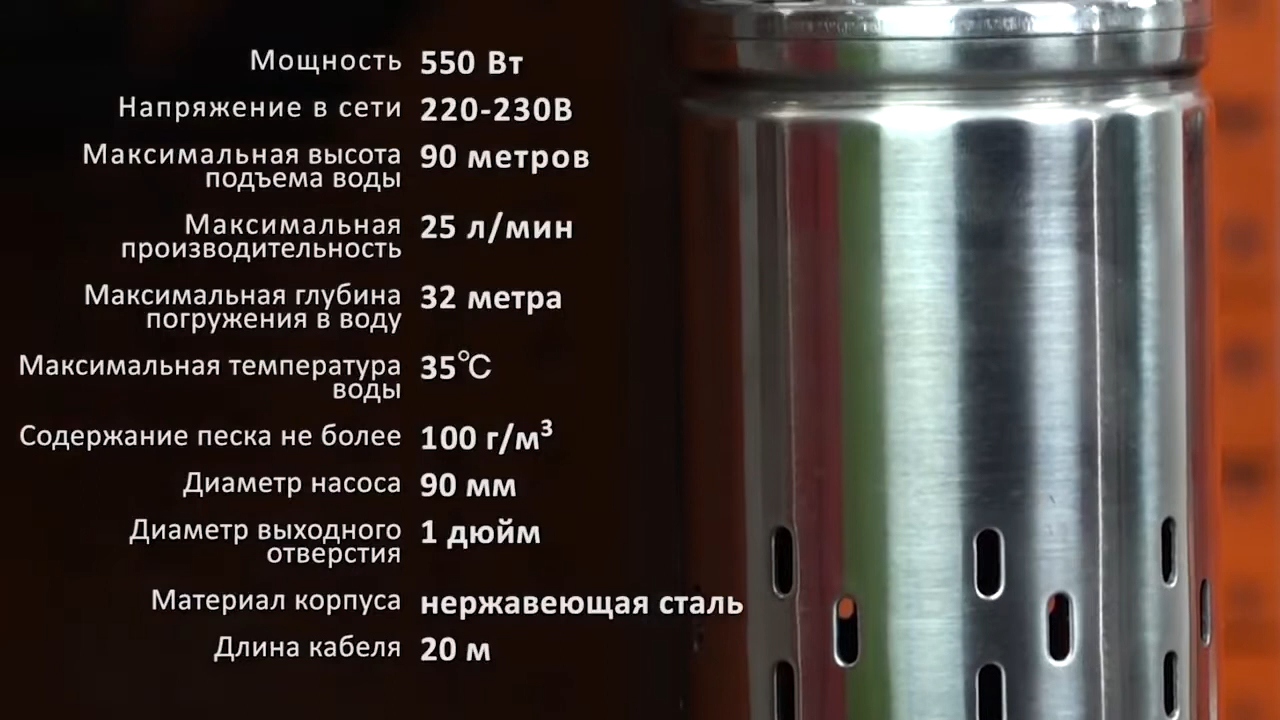 Мощность 550 Вт
Напряжение в сети 220-230В
Максимальная высота 90 метров
подъема воды
Максимальная 25 л/мин
производительность
Максимальная глубина 32 метра
погружения в воду
Максимальная температура 35℃
воды
Содержание песка не более 100 г/м³
Диаметр насоса 90 мм
Диаметр выходного 1 дюйм
отверстия
Материал корпуса нержавеющая сталь
Длина кабеля 20 м